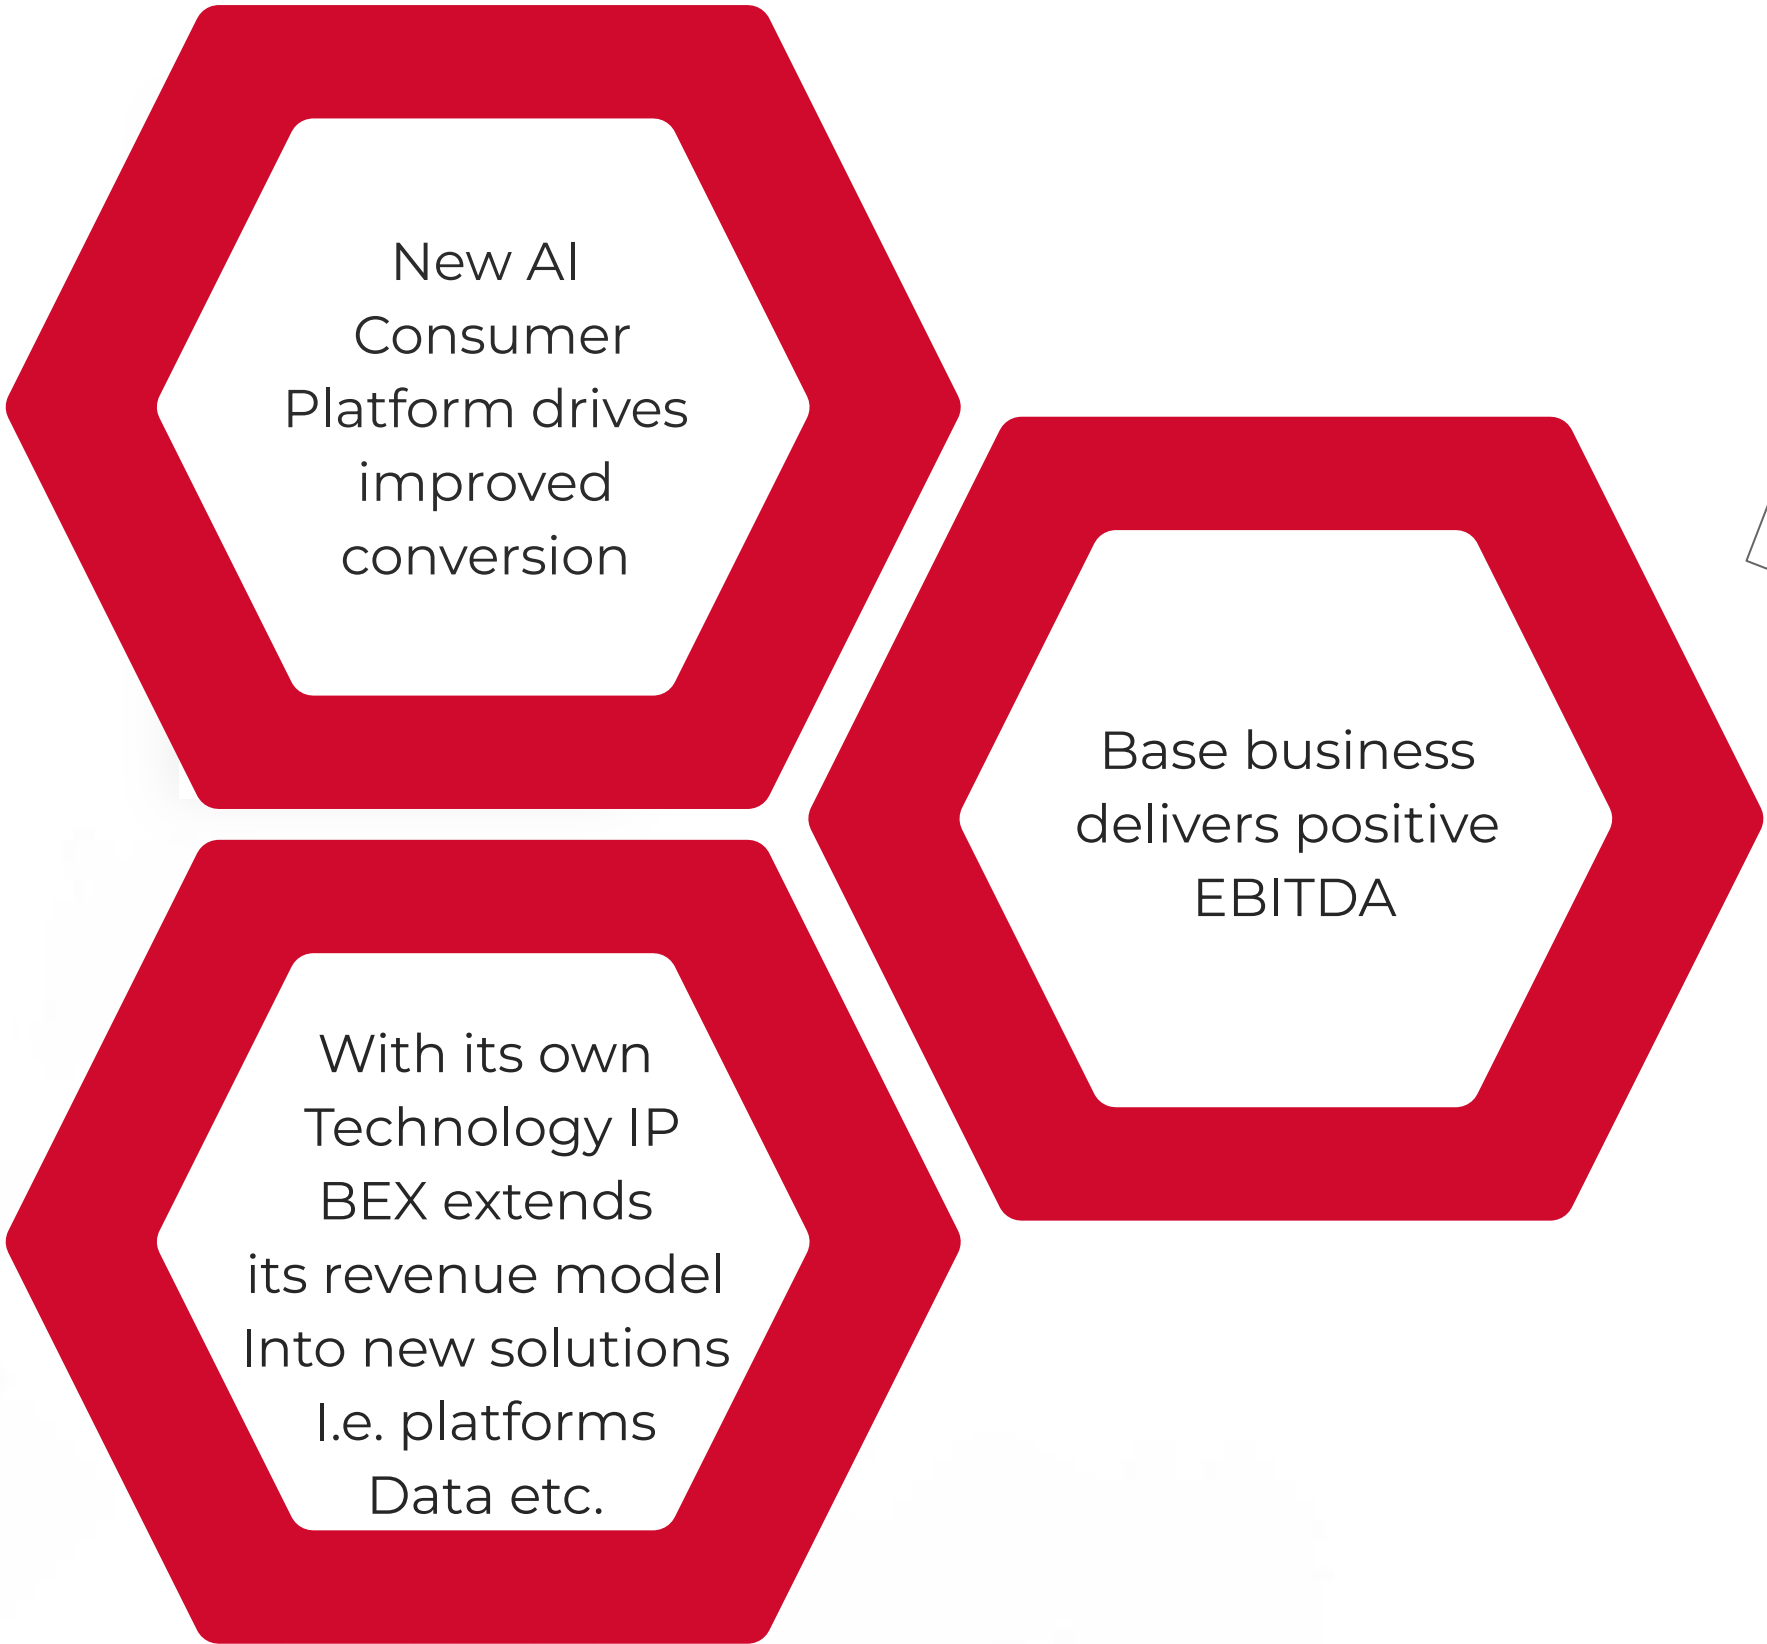 New AI
Consumer
Platform drives
improved
conversion
Base business
delivers positive
EBITDA
With its own
Technology IP
BEX extends
its revenue model
Into new solutions
I.e. platforms
Data etc.